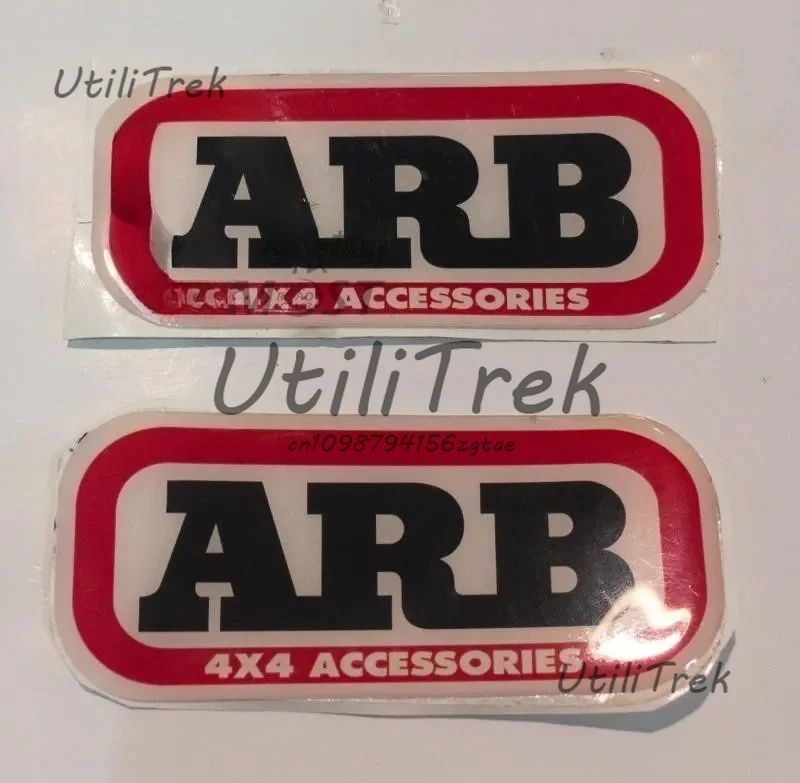 UtiliTrek
ARB
4X4 ACCESSORIES
UtiliTrek
cn1098794156zgtae
ARB
4X4 ACCESSORIES
UtiliTrek